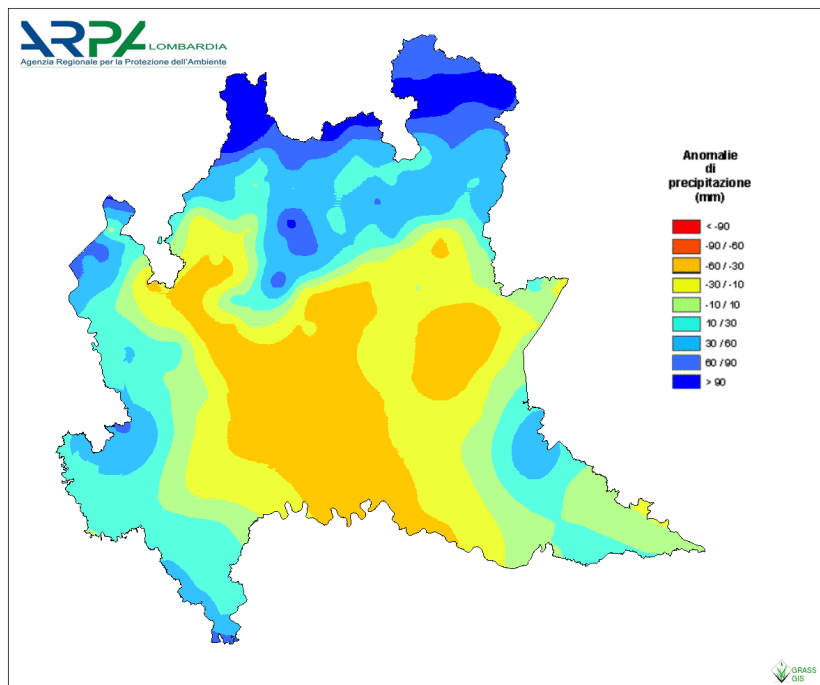 ARPA LOMBARDIA
Agenzia Regionale per la Protezione dell'Ambiente
Anomalie
di
precipitazione
(mm)
< -90
-90 / -60
-60 / -30
-30 / -10
-10 / 10
10 / 30
30 / 60
60 / 90
> 90
GRASS
GIS